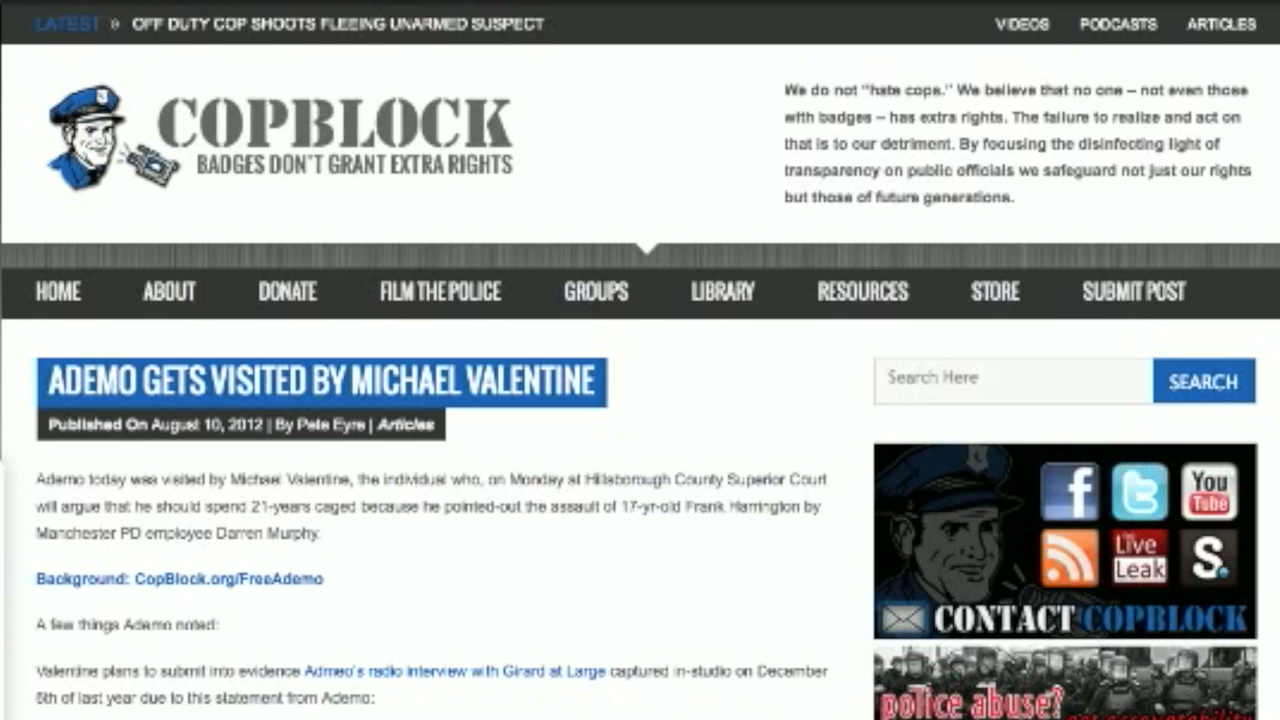 LATEST » OFF DUTY COP SHOOTS FLEEING UNARMED SUSPECT
VIDEOS PODCASTS ARTICLES
COPBLOCK
BADGES DON'T GRANT EXTRA RIGHTS
We do not "hate cops." We believe that no one – not even those
with badges – has extra rights. The failure to realize and act on
that is to our detriment. By focusing the disinfecting light of
transparency on public officials we safeguard not just our rights
but those of future generations.
HOME ABOUT DONATE FILM THE POLICE GROUPS LIBRARY RESOURCES STORE SUBMIT POST
ADEMO GETS VISITED BY MICHAEL VALENTINE
Published On August 10, 2012 | By Pete Eyre | Articles
Ademo today was visited by Michael Valentine, the individual who, on Monday at Hillsborough County Superior Court
will argue that he should spend 21-years caged because he pointed-out the assault of 17-yr-old Frank Harrington by
Manchester PD employee Darren Murphy.
Background: CopBlock.org/FreeAdemo
A few things Ademo noted:
Valentine plans to submit into evidence Admeo's radio interview with Girard at Large captured in-studio on December
6th of last year due to this statement from Ademo:
Search Here
SEARCH
f t You Tube
Live Leak S.
CONTACT COPBLOCK
police abuse?